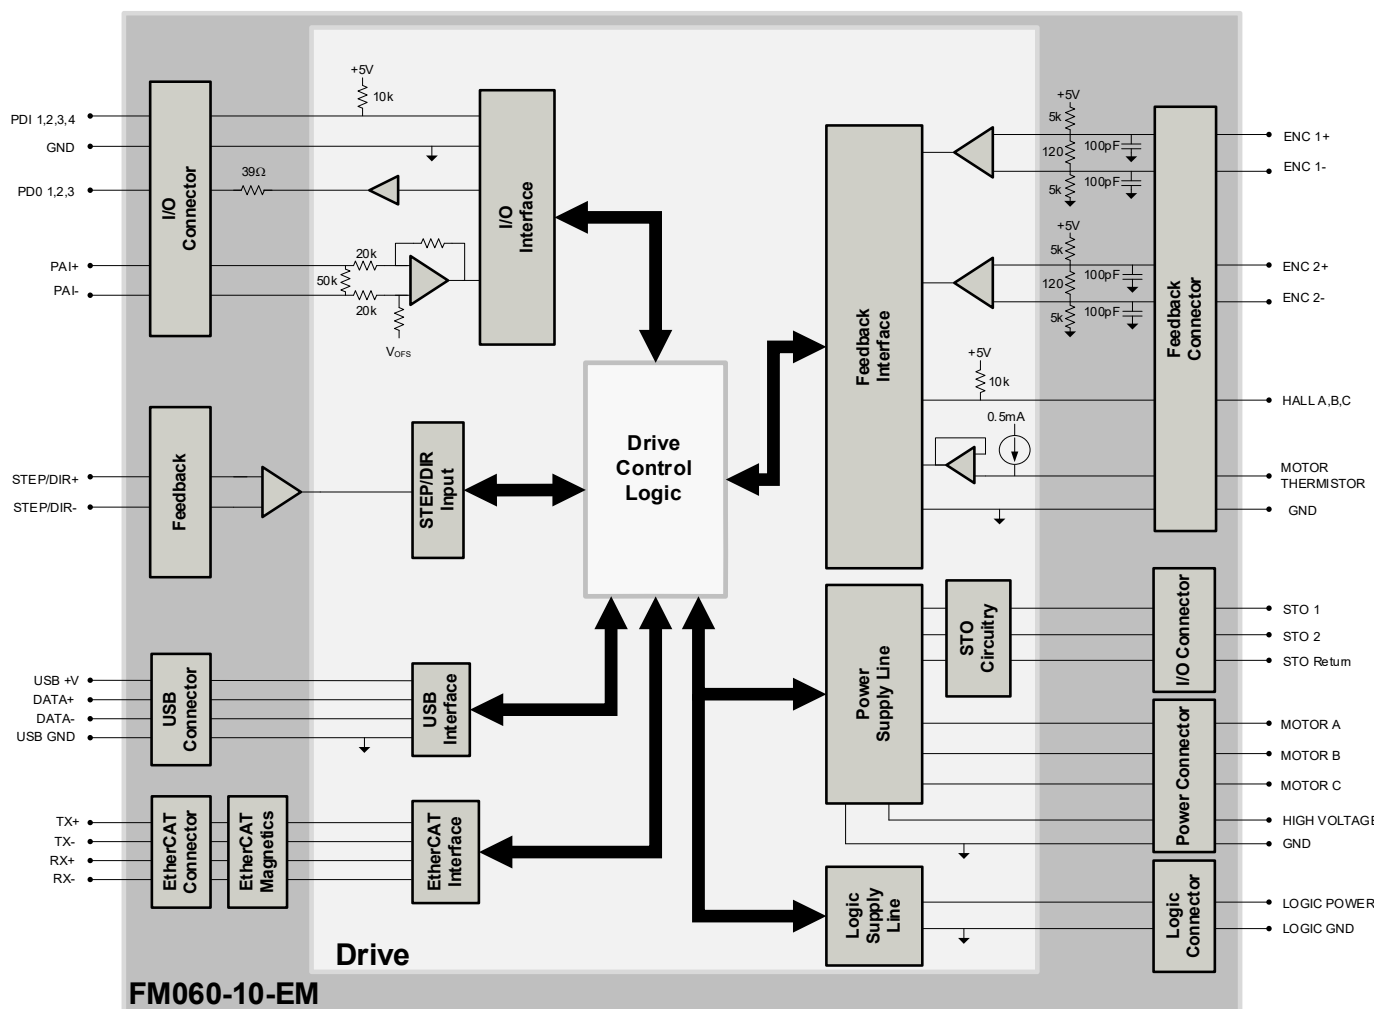 +5V
10k
PDI 1,2,3,4
GND
39Ω
PD0 1,2,3
I/O
Connector
I/O
Interface
PAI+
20k
50k
PAI-
20k
VOFS
STEP/DIR+
STEP/DIR-
Feedback
STEP/DIR
Input
Drive
Control
Logic
USB +V
DATA+
DATA-
USB GND
USB
Connector
USB
Interface
TX+
TX-
RX+
RX-
EtherCAT
Connector
EtherCAT
Magnetics
EtherCAT
Interface
Feedback
Interface
+5V
5k
120
5k
100pF
100pF
ENC 1+
ENC 1-
+5V
5k
120
5k
100pF
100pF
ENC 2+
ENC 2-
Feedback
Connector
+5V
10k
HALL A,B,C
0.5mA
MOTOR
THERMISTOR
GND
Power
Supply Line
STO
Circuitry
I/O Connector
STO 1
STO 2
STO Return
Power Connector
MOTOR A
MOTOR B
MOTOR C
HIGH VOLTAGE
GND
Logic
Supply
Line
Logic
Connector
LOGIC POWER
LOGIC GND
Drive
FM060-10-EM